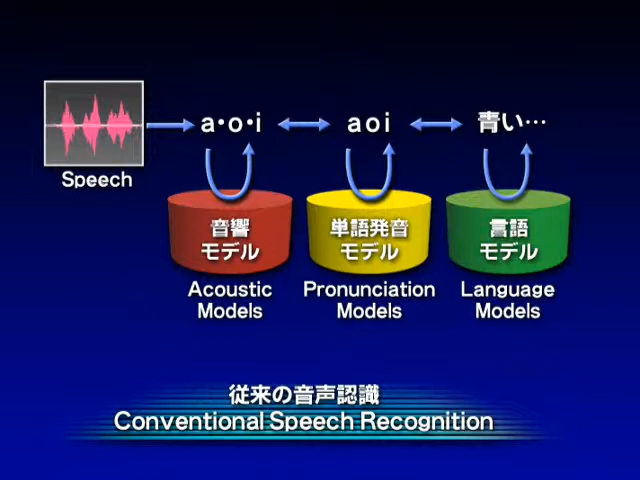 Speech
a・o・i
aoi
青い…
音響
モデル
単語発音
モデル
言語
モデル
Acoustic
Models
Pronunciation
Models
Language
Models
従来の音声認識
Conventional Speech Recognition